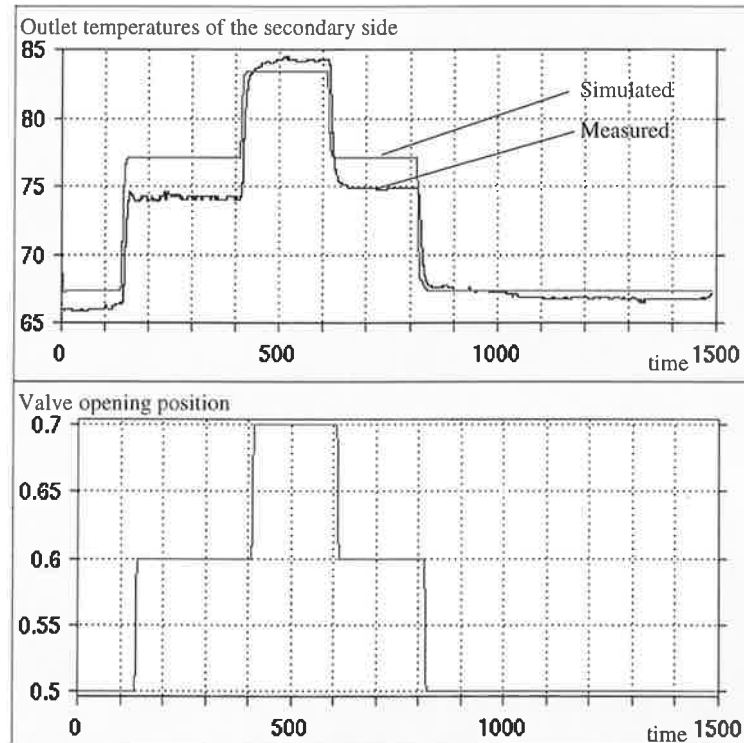 Outlet temperatures of the secondary side
85
80
75
70
65
Simulated
Measured
0 500 1000 1500
time
Valve opening position
0.7
0.65
0.6
0.55
0.5
0 500 1000 time 1500